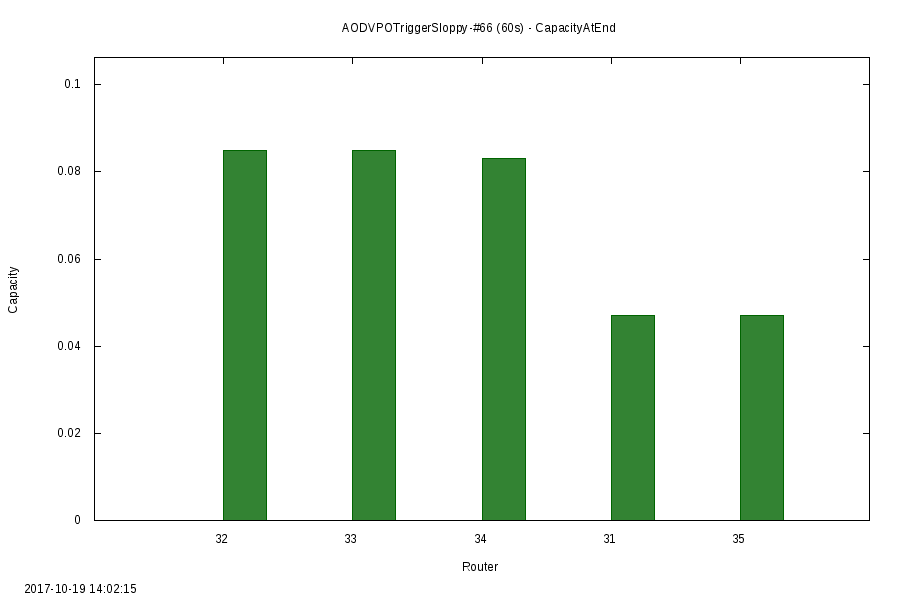 AODVPOTriggerSloppy-#66 (60s) - CapacityAtEnd
0.1
0.08
0.06
0.04
0.02
0
Capacity
32 33 34 31 35
Router
2017-10-19 14:02:15